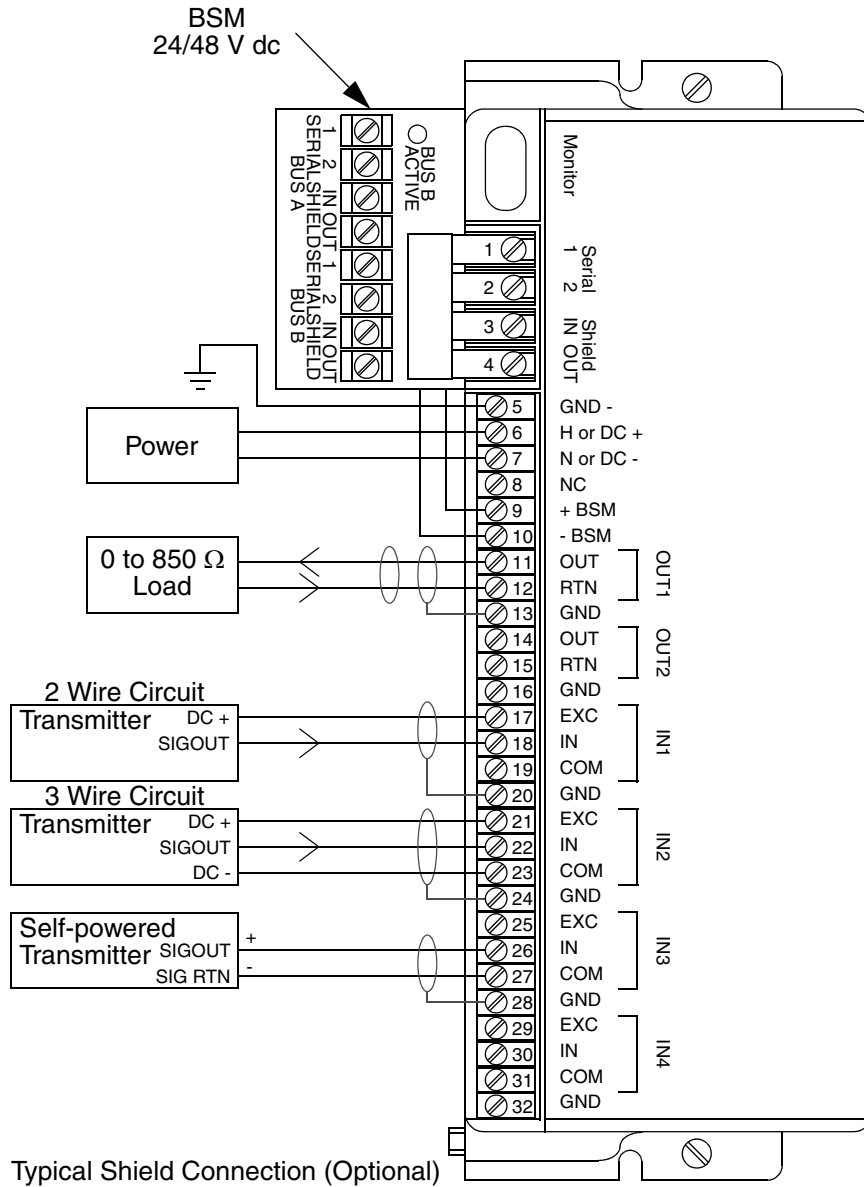 BSM
24/48 V dc
1 2 IN OUT 1 2 IN OUT
SERIAL SHIELD SERIAL SHIELD
BUS A BUS B
BUS B
ACTIVE
Monitor
1 2 IN OUT
Serial Shield
1
2
3
4
5 GND -
Power
6 H or DC +
7 N or DC -
8 NC
9 + BSM
10 - BSM
0 to 850 Ω
Load
11 OUT
12 RTN
OUT1
13 GND
14 OUT
15 RTN
OUT2
16 GND
2 Wire Circuit
Transmitter DC +
SIGOUT
17 EXC
18 IN
19 COM
IN1
20 GND
3 Wire Circuit
Transmitter DC +
SIGOUT
DC -
21 EXC
22 IN
23 COM
IN2
24 GND
Self-powered
Transmitter SIGOUT +
SIG RTN -
25 EXC
26 IN
27 COM
IN3
28 GND
29 EXC
30 IN
31 COM
IN4
32 GND
Typical Shield Connection (Optional)